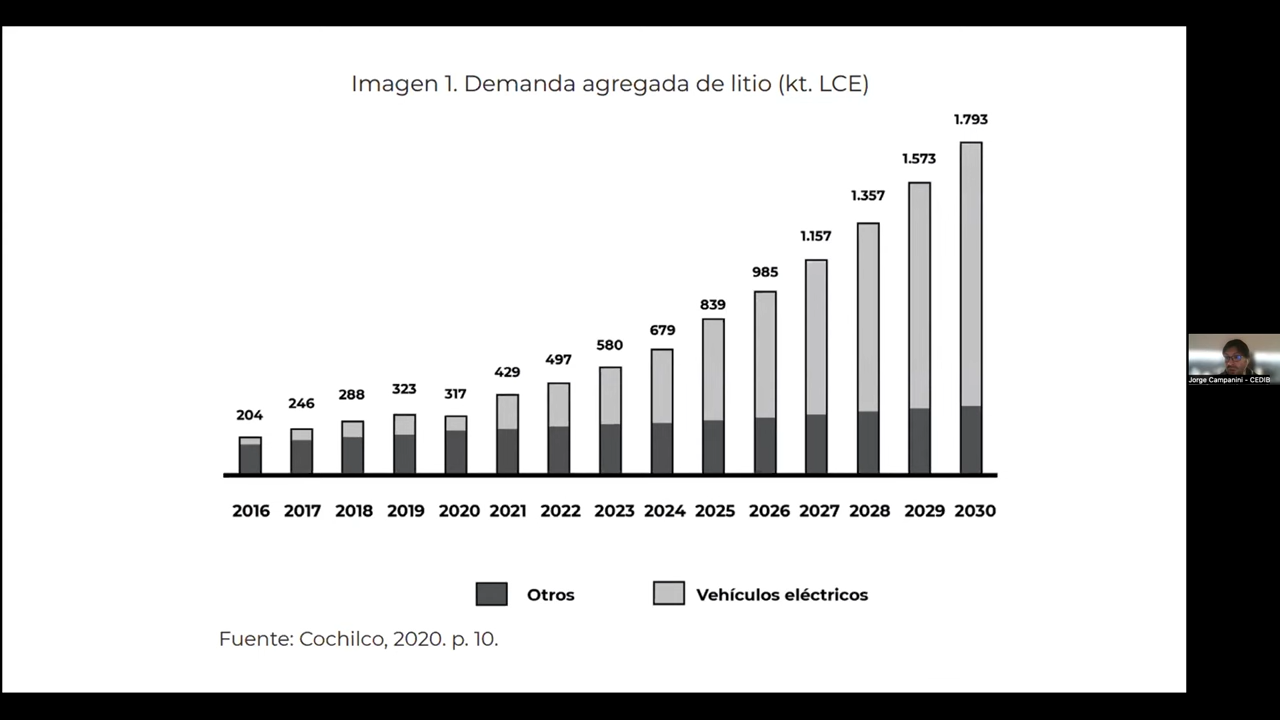 Imagen 1. Demanda agregada de litio (kt. LCE)
204 246 288 323 317 429 497 580 679 839 985 1.157 1.357 1.573 1.793
2016 2017 2018 2019 2020 2021 2022 2023 2024 2025 2026 2027 2028 2029 2030
Otros Vehículos eléctricos
Fuente: Cochilco, 2020. p. 10.
Jorge Campanini - CEDIB